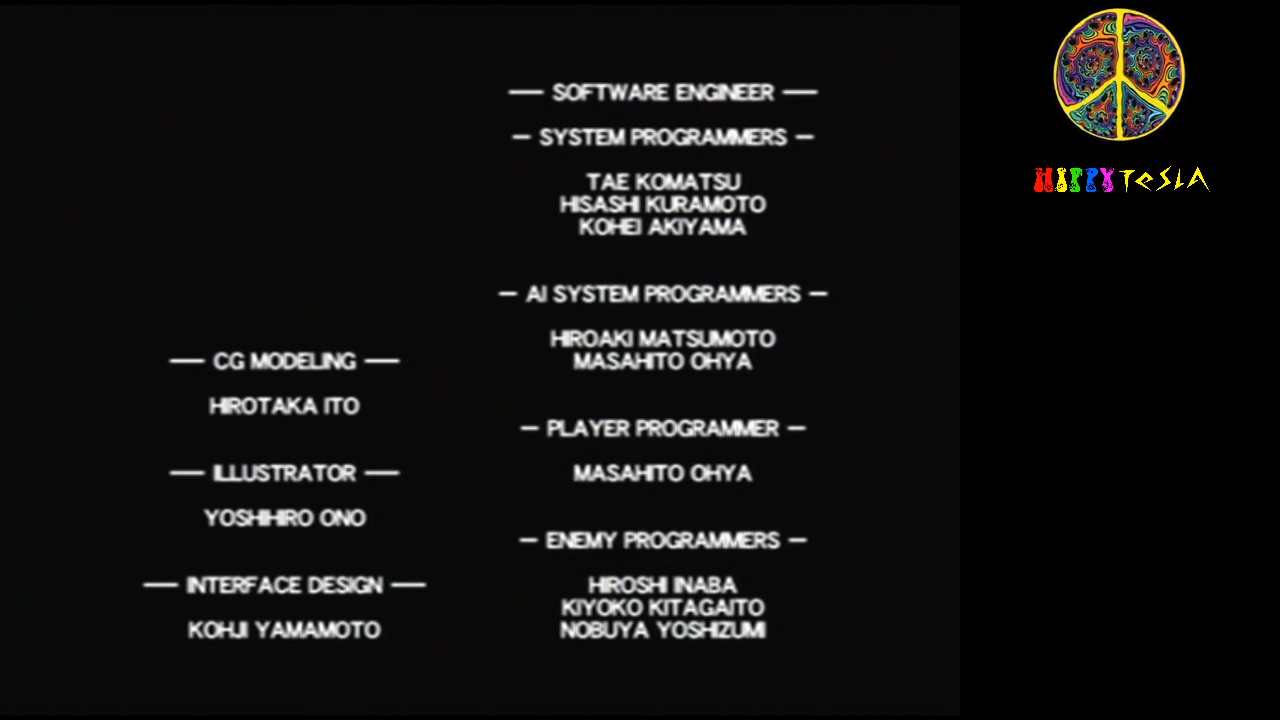 — CG MODELING —
HIROTAKA ITO
— ILLUSTRATOR —
YOSHIHIRO ONO
— INTERFACE DESIGN —
KOHJI YAMAMOTO
— SOFTWARE ENGINEER —
— SYSTEM PROGRAMMERS —
TAE KOMATSU
HISASHI KURAMOTO
KOHEI AKIYAMA
— AI SYSTEM PROGRAMMERS —
HIROAKI MATSUMOTO
MASAHITO OHYA
— PLAYER PROGRAMMER —
MASAHITO OHYA
— ENEMY PROGRAMMERS —
HIROSHI INABA
KIYOKO KITAGAITO
NOBUYA YOSHIZUMI
HIPPYTESLA